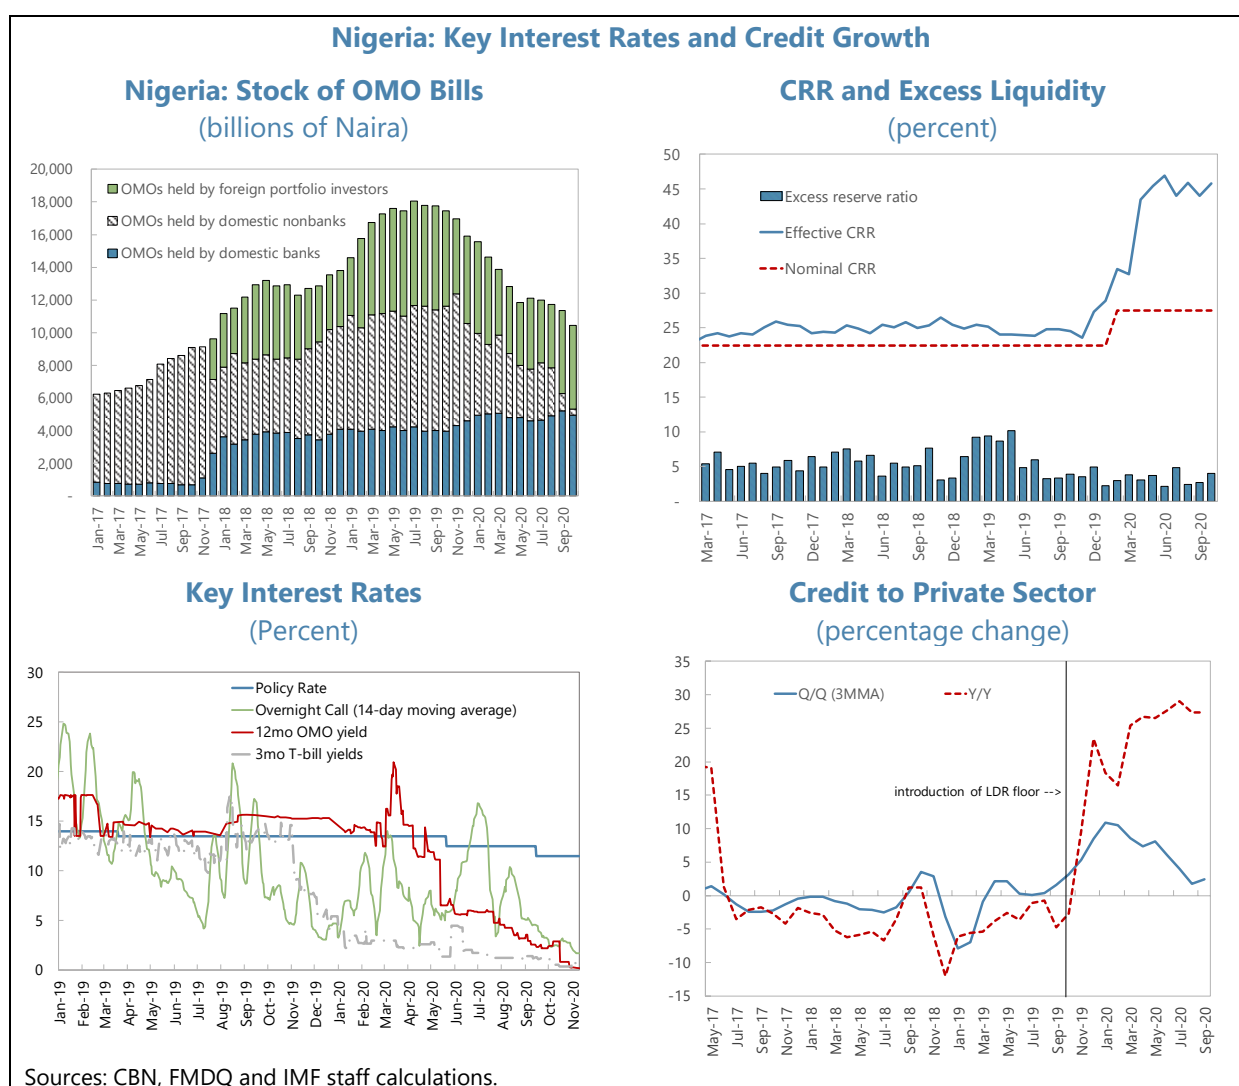 Nigeria: Key Interest Rates and Credit Growth
Nigeria: Stock of OMO Bills
(billions of Naira)
20,000
18,000
16,000
14,000
12,000
10,000
8,000
6,000
4,000
2,000
-
OMOs held by foreign portfolio investors
OMOs held by domestic nonbanks
OMOs held by domestic banks
Jan-17
Mar-17
May-17
Jul-17
Sep-17
Nov-17
Jan-18
Mar-18
May-18
Jul-18
Sep-18
Nov-18
Jan-19
Mar-19
May-19
Jul-19
Sep-19
Nov-19
Jan-20
Mar-20
May-20
Jul-20
Sep-20
CRR and Excess Liquidity
(percent)
50
45
40
35
30
25
20
15
10
5
-
Excess reserve ratio
Effective CRR
Nominal CRR
Mar-17
Jun-17
Sep-17
Dec-17
Mar-18
Jun-18
Sep-18
Dec-18
Mar-19
Jun-19
Sep-19
Dec-19
Mar-20
Jun-20
Sep-20
Key Interest Rates
(Percent)
30
25
20
15
10
5
0
Policy Rate
Overnight Call (14-day moving average)
12mo OMO yield
3mo T-bill yields
Jan-19
Feb-19
Mar-19
Apr-19
May-19
Jun-19
Jul-19
Aug-19
Sep-19
Oct-19
Nov-19
Dec-19
Jan-20
Feb-20
Mar-20
Apr-20
May-20
Jun-20
Jul-20
Aug-20
Sep-20
Oct-20
Nov-20
Credit to Private Sector
(percentage change)
35
30
25
20
15
10
5
0
-5
-10
-15
Q/Q (3MMA)
Y/Y
introduction of LDR floor -->
May-17
Jul-17
Sep-17
Nov-17
Jan-18
Mar-18
May-18
Jul-18
Sep-18
Nov-18
Jan-19
Mar-19
May-19
Jul-19
Sep-19
Nov-19
Jan-20
Mar-20
May-20
Jul-20
Sep-20
Sources: CBN, FMDQ and IMF staff calculations.